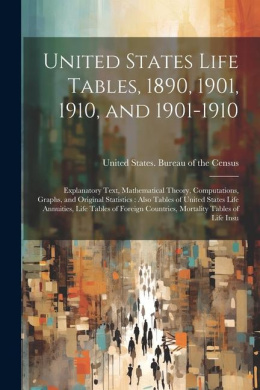 United States Life
Tables, 1890, 1901,
1910, and 1901-1910
United States. Bureau of the Census
Explanatory Text, Mathematical Theory, Computations,
Graphs, and Original Statistics : Also Tables of United States Life
Annuities, Life Tables of Foreign Countries, Mortality Tables of
Life Insu